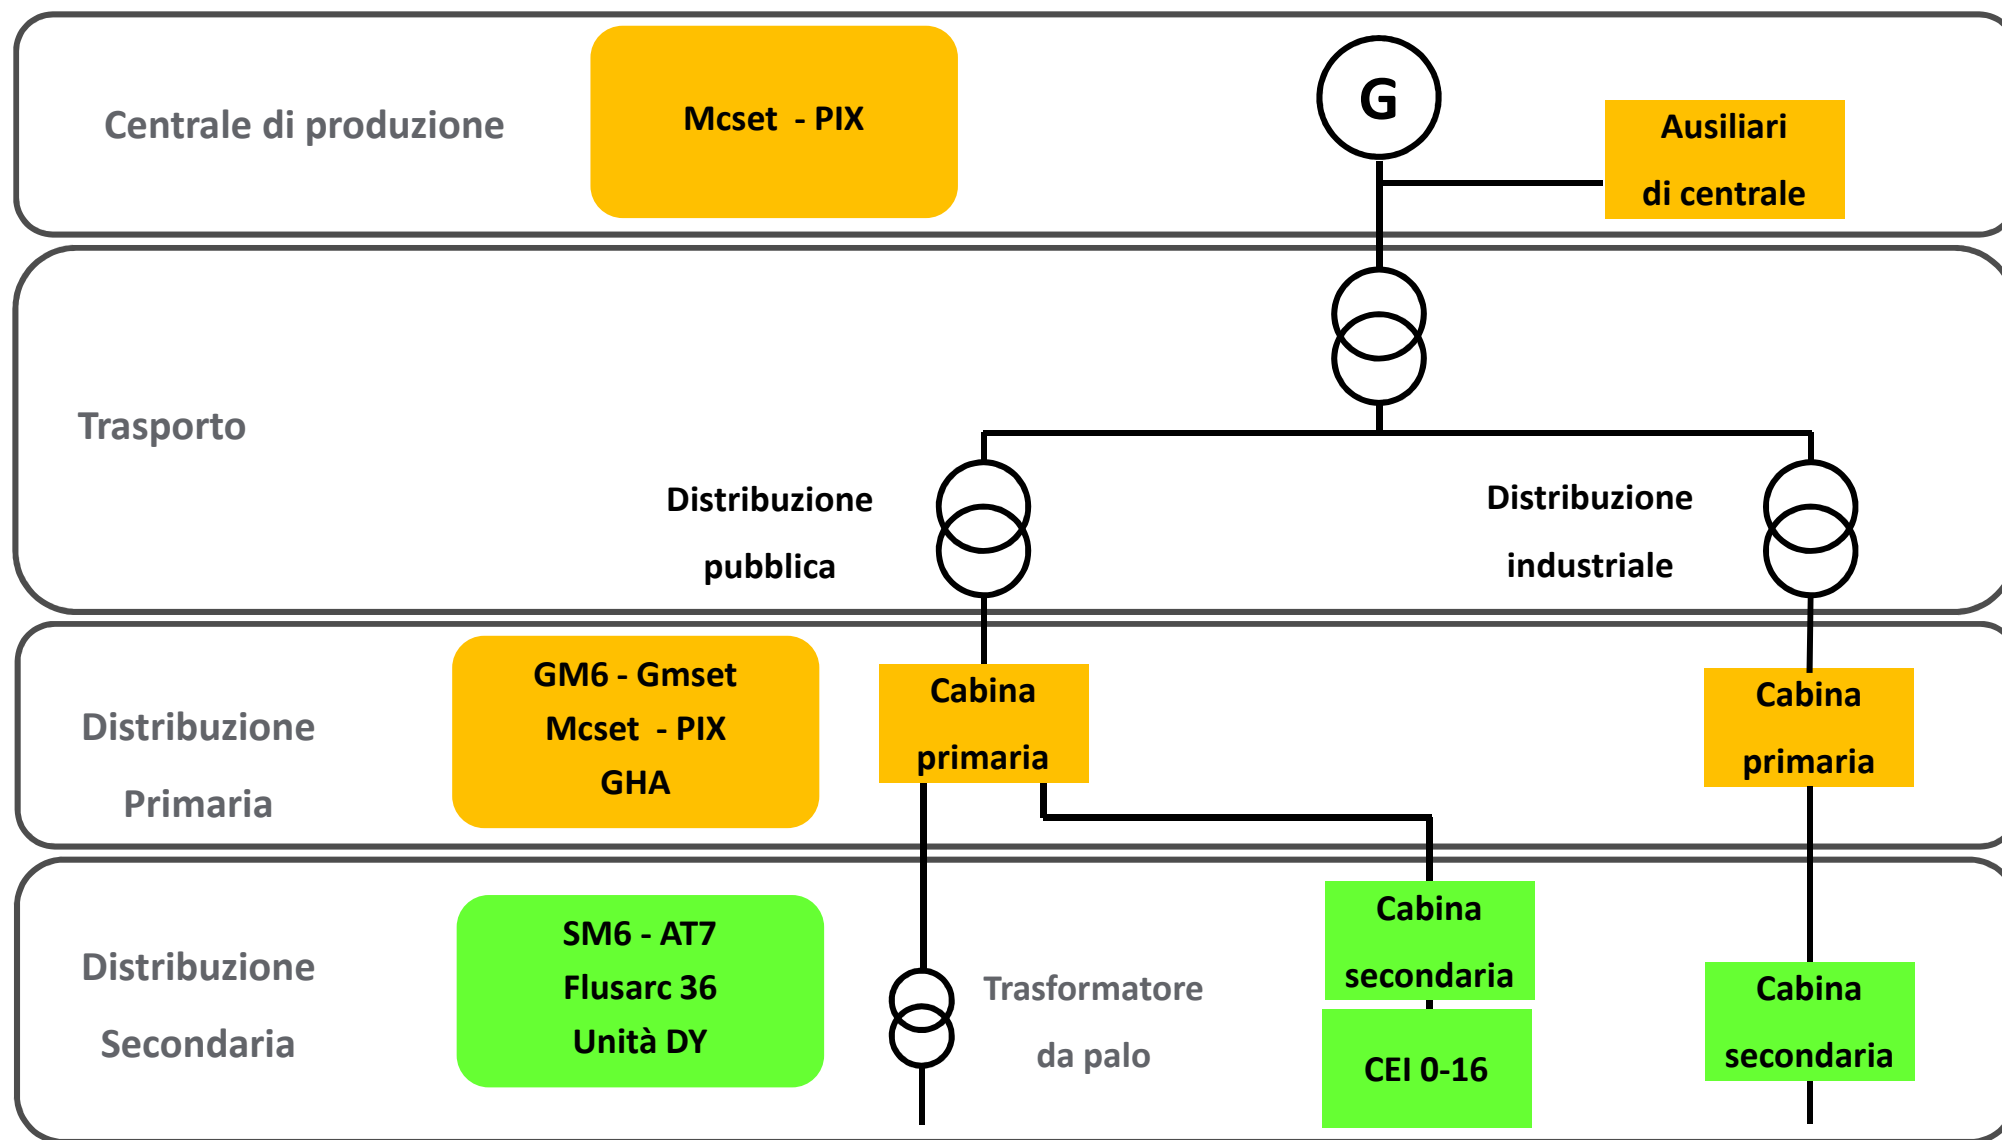 Centrale di produzione
Mcset - PIX
G
Ausiliari
di centrale
Trasporto
Distribuzione
pubblica
Distribuzione
industriale
Distribuzione
Primaria
GM6 - Gmset
Mcset - PIX
GHA
Cabina
primaria
Cabina
primaria
Distribuzione
Secondaria
SM6 - AT7
Flusarc 36
Unità DY
Trasformatore
da palo
Cabina
secondaria
CEI 0-16
Cabina
secondaria